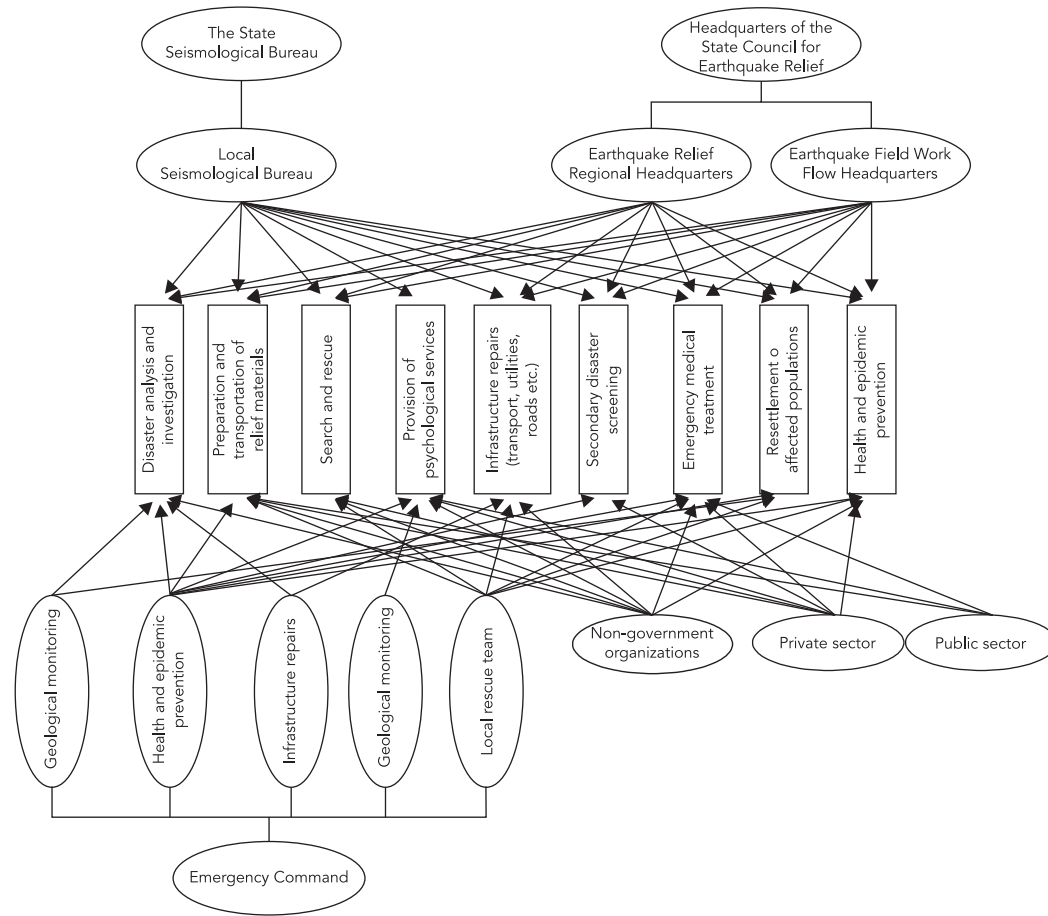 The State
Seismological Bureau
Headquarters of the
State Council for
Earthquake Relief
Local
Seismological Bureau
Earthquake Relief
Regional Headquarters
Earthquake Field Work
Flow Headquarters
Disaster analysis and
investigation
Preparation and
transportation of
relief materials
Search and rescue
Provision of
psychological services
Infrastructure repairs
(transport, utilities,
roads etc.)
Secondary disaster
screening
Emergency medical
treatment
Resettlement o
affected populations
Health and epidemic
prevention
Geological monitoring
Health and epidemic
prevention
Infrastructure repairs
Geological monitoring
Local rescue team
Non-government
organizations
Private sector
Public sector
Emergency Command